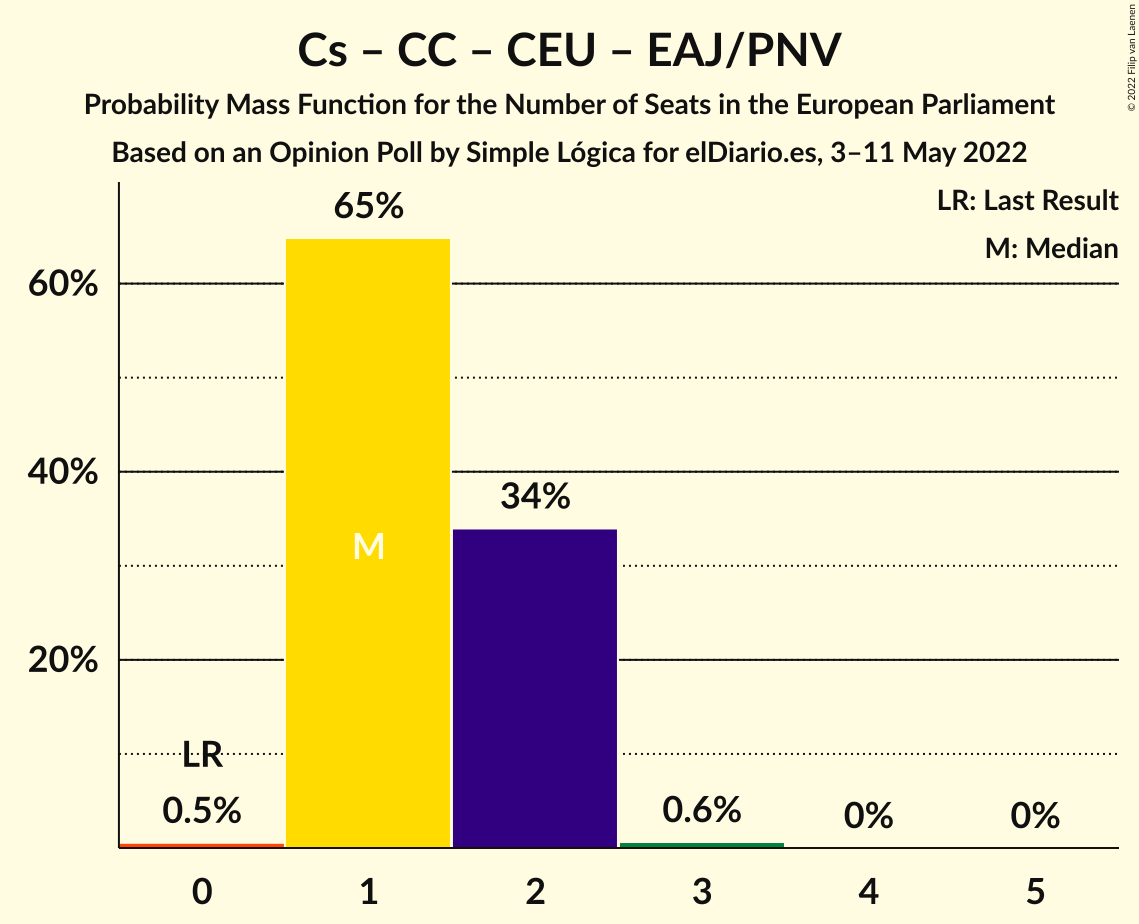 Cs – CC – CEU – EAJ/PNV
Probability Mass Function for the Number of Seats in the European Parliament
Based on an Opinion Poll by Simple Lógica for elDiario.es, 3–11 May 2022
© 2022 Filip van Laenen
LR: Last Result
M: Median
65%
60%
40%
34%
M
20%
LR
0.5%
0.6%
0%
0%
0 1 2 3 4 5